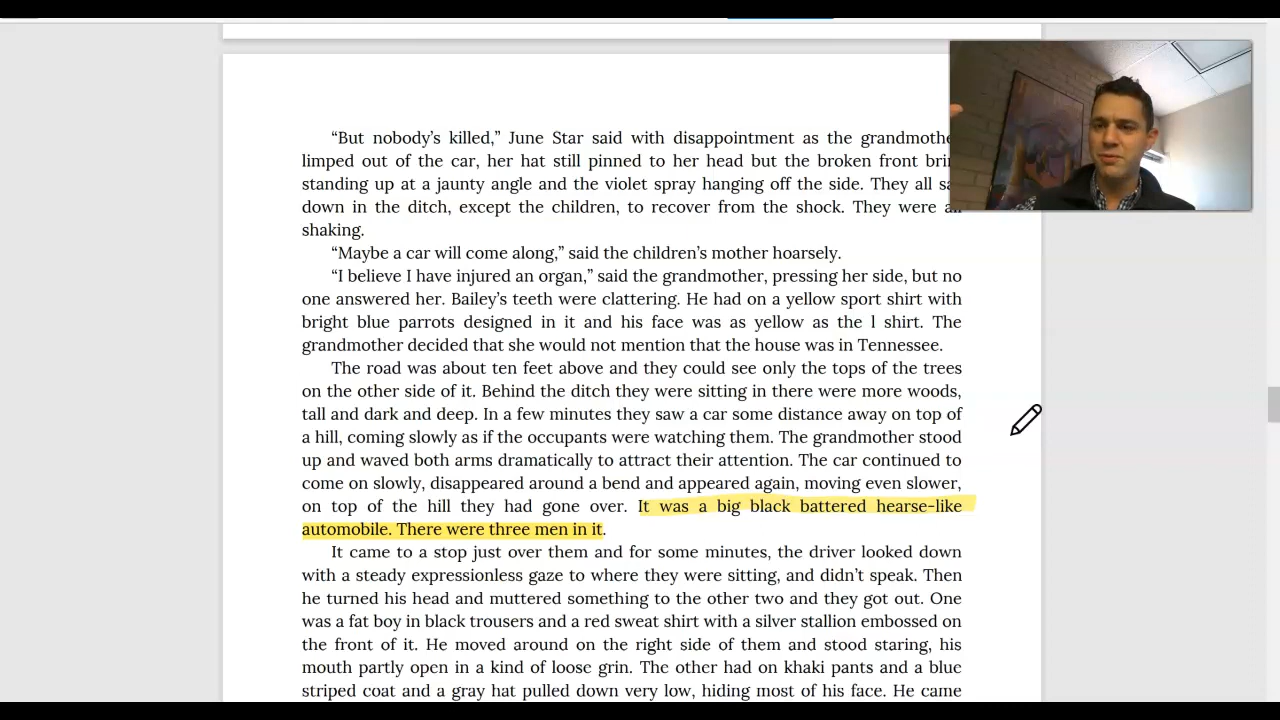 “But nobody’s killed,” June Star said with disappointment as the
limped out of the car, her hat still pinned to her head but the broken front
standing up at a jaunty angle and the violet spray hanging off the side. They all
down in the ditch, except the children, to recover from the shock. They were
shaking.
“Maybe a car will come along,” said the children’s mother hoarsely.
“I believe I have injured an organ,” said the grandmother, pressing her side, but no
one answered her. Bailey’s teeth were clattering. He had on a yellow sport shirt with
bright blue parrots designed in it and his face was as yellow as the l shirt. The
grandmother decided that she would not mention that the house was in Tennessee.
The road was about ten feet above and they could see only the tops of the trees
on the other side of it. Behind the ditch they were sitting in there were more woods,
tall and dark and deep. In a few minutes they saw a car some distance away on top of
a hill, coming slowly as if the occupants were watching them. The grandmother stood
up and waved both arms dramatically to attract their attention. The car continued to
come on slowly, disappeared around a bend and appeared again, moving even slower,
on top of the hill they had gone over. It was a big black battered hearse-like
automobile. There were three men in it.
It came to a stop just over them and for some minutes, the driver looked down
with a steady expressionless gaze to where they were sitting, and didn’t speak. Then
he turned his head and muttered something to the other two and they got out. One
was a fat boy in black trousers and a red sweat shirt with a silver stallion embossed on
the front of it. He moved around on the right side of them and stood staring, his
mouth partly open in a kind of loose grin. The other had on khaki pants and a blue
striped coat and a gray hat pulled down very low, hiding most of his face. He came